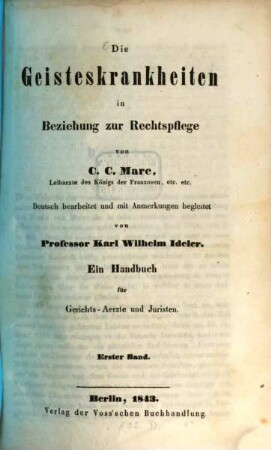 Die
Geisteskrankheiten
in
Beziehung zur Rechtspflege
von
C. C. Marc,
Leibarzte des Königs der Franzosen, etc. etc.
Deutsch bearbeitet und mit Anmerkungen begleitet
von
Professor Karl Wilhelm Ideler.
Ein Handbuch
für
Gerichts-Aerzte und Juristen.
Erster Band.
Berlin, 1843.
Verlag der Voss'schen Buchhandlung.